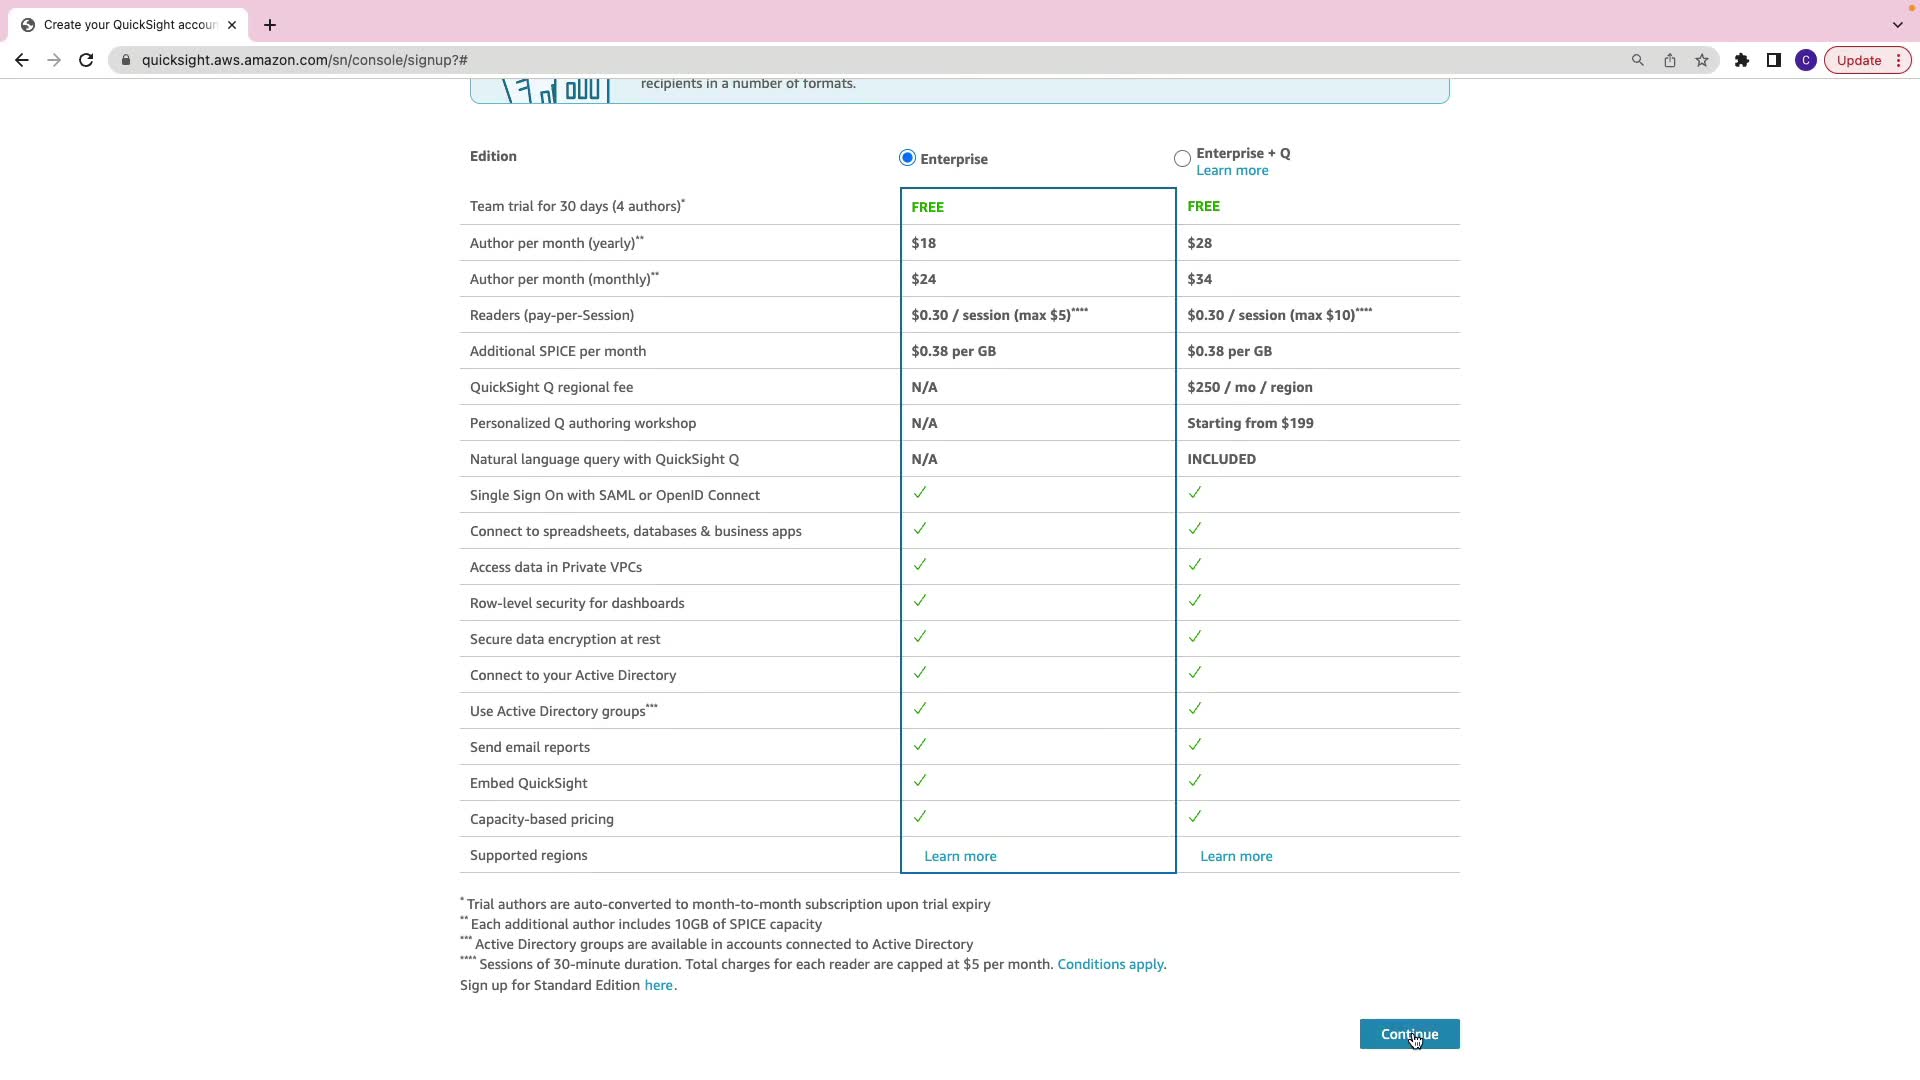 Create your QuickSight accoun
quicksight.aws.amazon.com/sn/console/signup?#
C
Update
recipients in a number of formats.
Edition Enterprise Enterprise + Q
Learn more
Team trial for 30 days (4 authors)* FREE FREE
Author per month (yearly)** $18 $28
Author per month (monthly)** $24 $34
Readers (pay-per-Session) $0.30 / session (max $5)**** $0.30 / session (max $10)****
Additional SPICE per month $0.38 per GB $0.38 per GB
QuickSight Q regional fee N/A $250 / mo / region
Personalized Q authoring workshop N/A Starting from $199
Natural language query with QuickSight Q N/A INCLUDED
Single Sign On with SAML or OpenID Connect ✓ ✓
Connect to spreadsheets, databases & business apps ✓ ✓
Access data in Private VPCs ✓ ✓
Row-level security for dashboards ✓ ✓
Secure data encryption at rest ✓ ✓
Connect to your Active Directory ✓ ✓
Use Active Directory groups*** ✓ ✓
Send email reports ✓ ✓
Embed QuickSight ✓ ✓
Capacity-based pricing ✓ ✓
Supported regions Learn more Learn more
* Trial authors are auto-converted to month-to-month subscription upon trial expiry
** Each additional author includes 10GB of SPICE capacity
*** Active Directory groups are available in accounts connected to Active Directory
**** Sessions of 30-minute duration. Total charges for each reader are capped at $5 per month. Conditions apply.
Sign up for Standard Edition here.
Continue